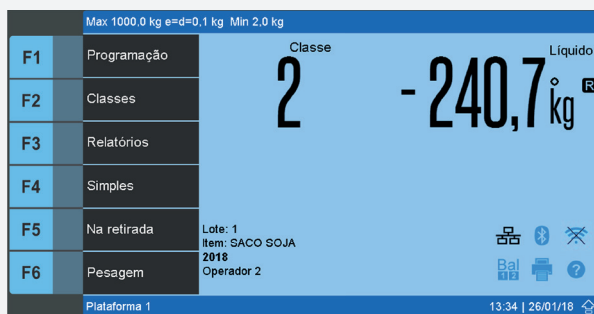 Max 1000,0 kg e=d=0,1 kg Min 2,0 kg
F1 Programação
F2 Classes
F3 Relatórios
F4 Simples
F5 Na retirada
F6 Pesagem
Classe
2
Líquido
-240,7 kg
R
Lote: 1
Item: SACO SOJA
2018
Operador 2
Bal
1 2
?
Plataforma 1
13:34 | 26/01/18